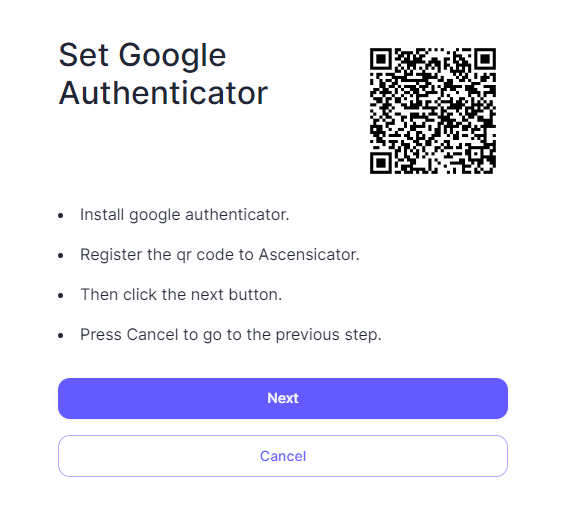 Set Google
Authenticator
Install google authenticator.
Register the qr code to Ascensicator.
Then click the next button.
Press Cancel to go to the previous step.
Next
Cancel